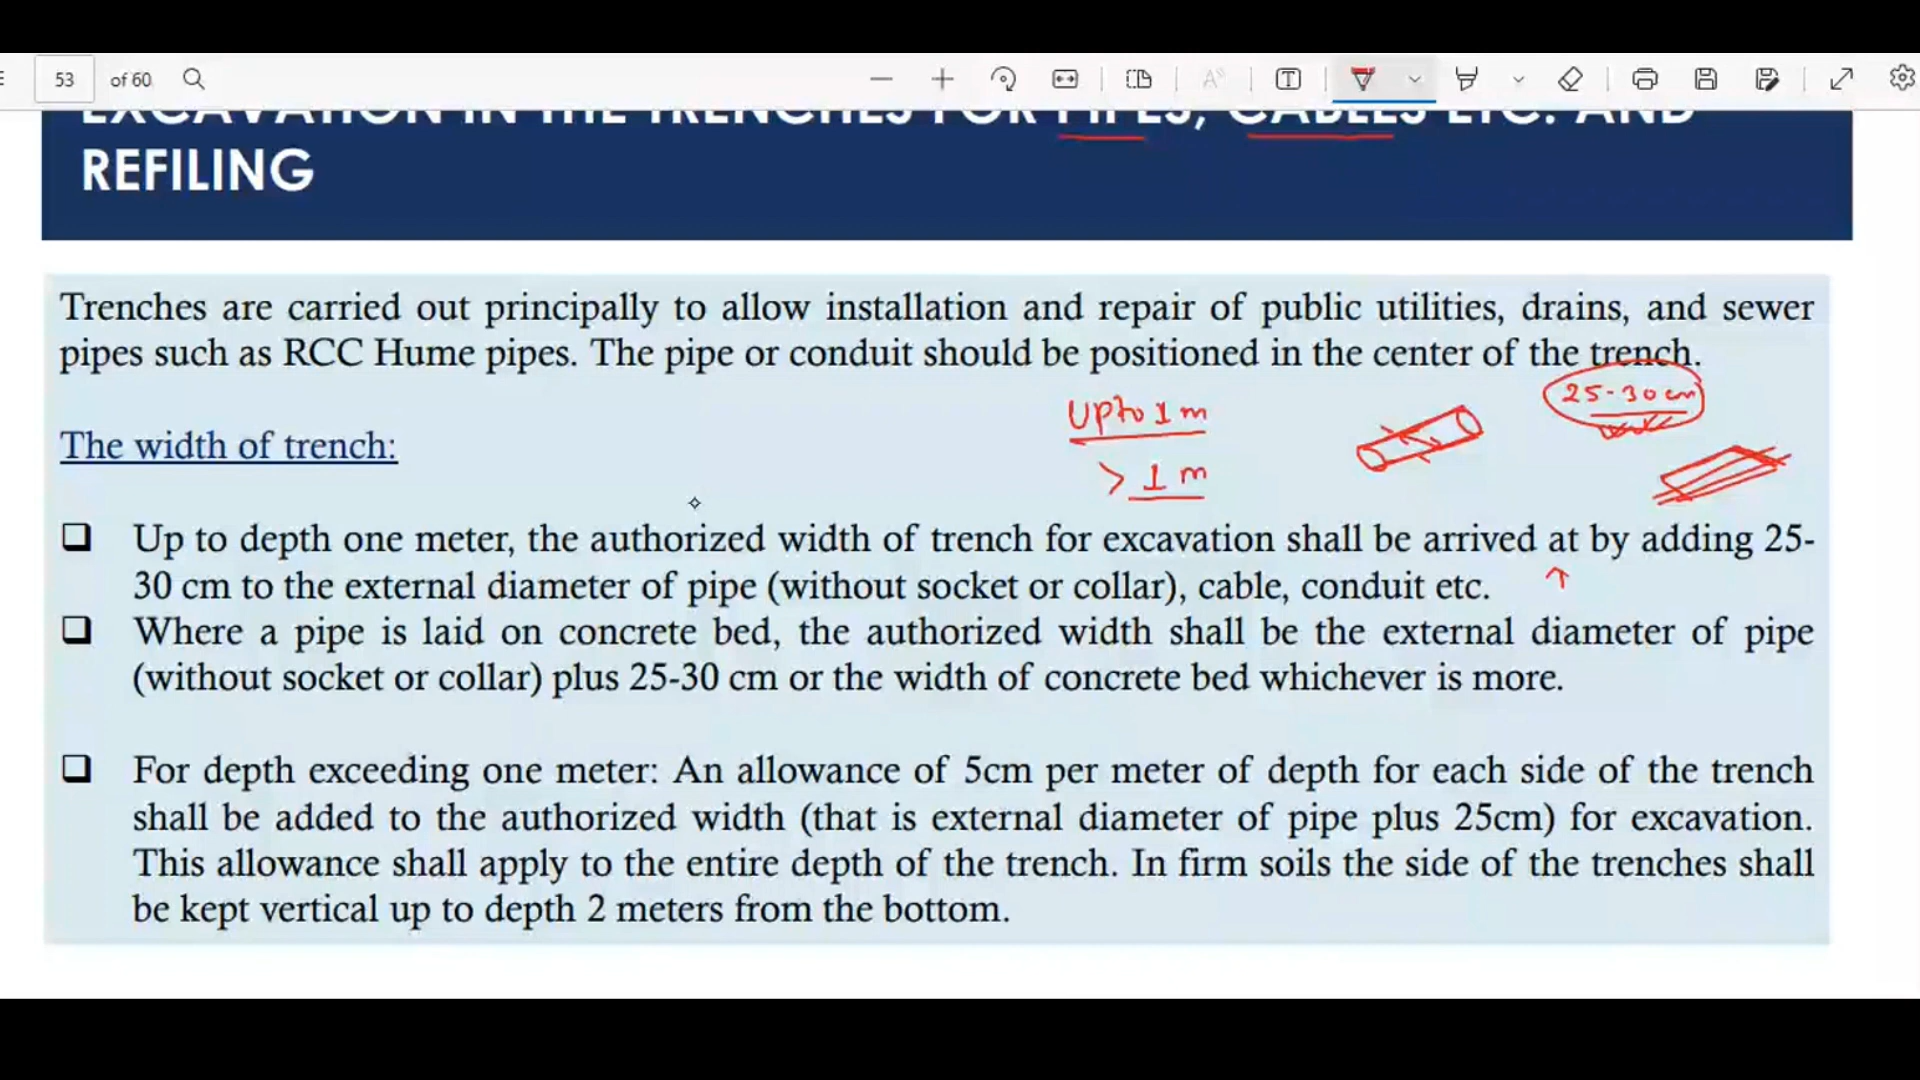 53 of 60
EXCAVATION IN THE TRENCHES FOR PIPES, CABLES ETC. AND
REFILING
Trenches are carried out principally to allow installation and repair of public utilities, drains, and sewer
pipes such as RCC Hume pipes. The pipe or conduit should be positioned in the center of the trench.
25-30 cm
Upto 1 m
The width of trench:
> 1 m
❑ Up to depth one meter, the authorized width of trench for excavation shall be arrived at by adding 25-
30 cm to the external diameter of pipe (without socket or collar), cable, conduit etc.
❑ Where a pipe is laid on concrete bed, the authorized width shall be the external diameter of pipe
(without socket or collar) plus 25-30 cm or the width of concrete bed whichever is more.
❑ For depth exceeding one meter: An allowance of 5cm per meter of depth for each side of the trench
shall be added to the authorized width (that is external diameter of pipe plus 25cm) for excavation.
This allowance shall apply to the entire depth of the trench. In firm soils the side of the trenches shall
be kept vertical up to depth 2 meters from the bottom.